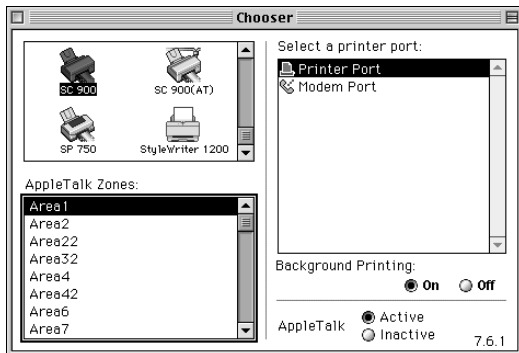 Chooser
SC 900
SC 900(AT)
SP 750
StyleWriter 1200
AppleTalk Zones:
Area1
Area2
Area22
Area32
Area4
Area42
Area6
Area7
Select a printer port:
Printer Port
Modem Port
Background Printing:
On Off
AppleTalk
Active
Inactive
7.6.1